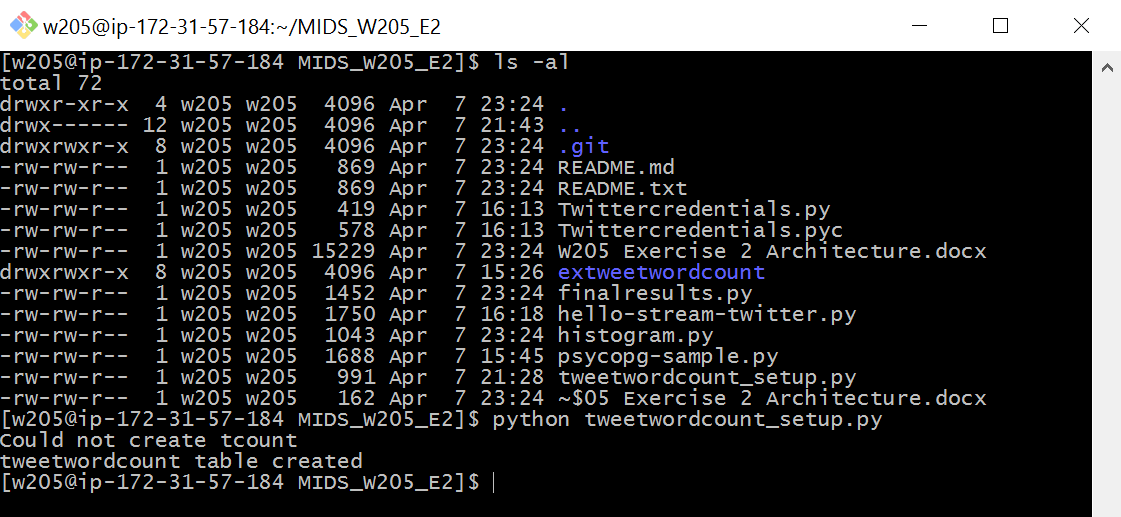 w205@ip-172-31-57-184:~/MIDS_W205_E2
[w205@ip-172-31-57-184 MIDS_W205_E2]$ ls -al
total 72
drwxr-xr-x  4 w205 w205  4096 Apr  7 23:24 .
drwx------ 12 w205 w205  4096 Apr  7 21:43 ..
drwxrwxr-x  8 w205 w205  4096 Apr  7 23:24 .git
-rw-rw-r--  1 w205 w205   869 Apr  7 23:24 README.md
-rw-rw-r--  1 w205 w205   869 Apr  7 23:24 README.txt
-rw-rw-r--  1 w205 w205   419 Apr  7 16:13 Twittercredentials.py
-rw-rw-r--  1 w205 w205   578 Apr  7 16:13 Twittercredentials.pyc
-rw-rw-r--  1 w205 w205 15229 Apr  7 23:24 W205 Exercise 2 Architecture.docx
drwxrwxr-x  8 w205 w205  4096 Apr  7 15:26 extweetwordcount
-rw-rw-r--  1 w205 w205  1452 Apr  7 23:24 finalresults.py
-rw-rw-r--  1 w205 w205  1750 Apr  7 16:18 hello-stream-twitter.py
-rw-rw-r--  1 w205 w205  1043 Apr  7 23:24 histogram.py
-rw-rw-r--  1 w205 w205  1688 Apr  7 15:45 psycopg-sample.py
-rw-rw-r--  1 w205 w205   991 Apr  7 21:28 tweetwordcount_setup.py
-rw-rw-r--  1 w205 w205   162 Apr  7 23:24 ~$05 Exercise 2 Architecture.docx
[w205@ip-172-31-57-184 MIDS_W205_E2]$ python tweetwordcount_setup.py
Could not create tcount
tweetwordcount table created
[w205@ip-172-31-57-184 MIDS_W205_E2]$